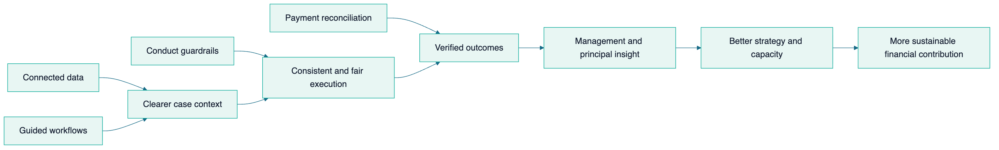 Payment reconciliation
Conduct guardrails
Connected data
Guided workflows
Clearer case context
Consistent and fair
execution
Verified outcomes
Management and
principal insight
Better strategy and
capacity
More sustainable
financial contribution